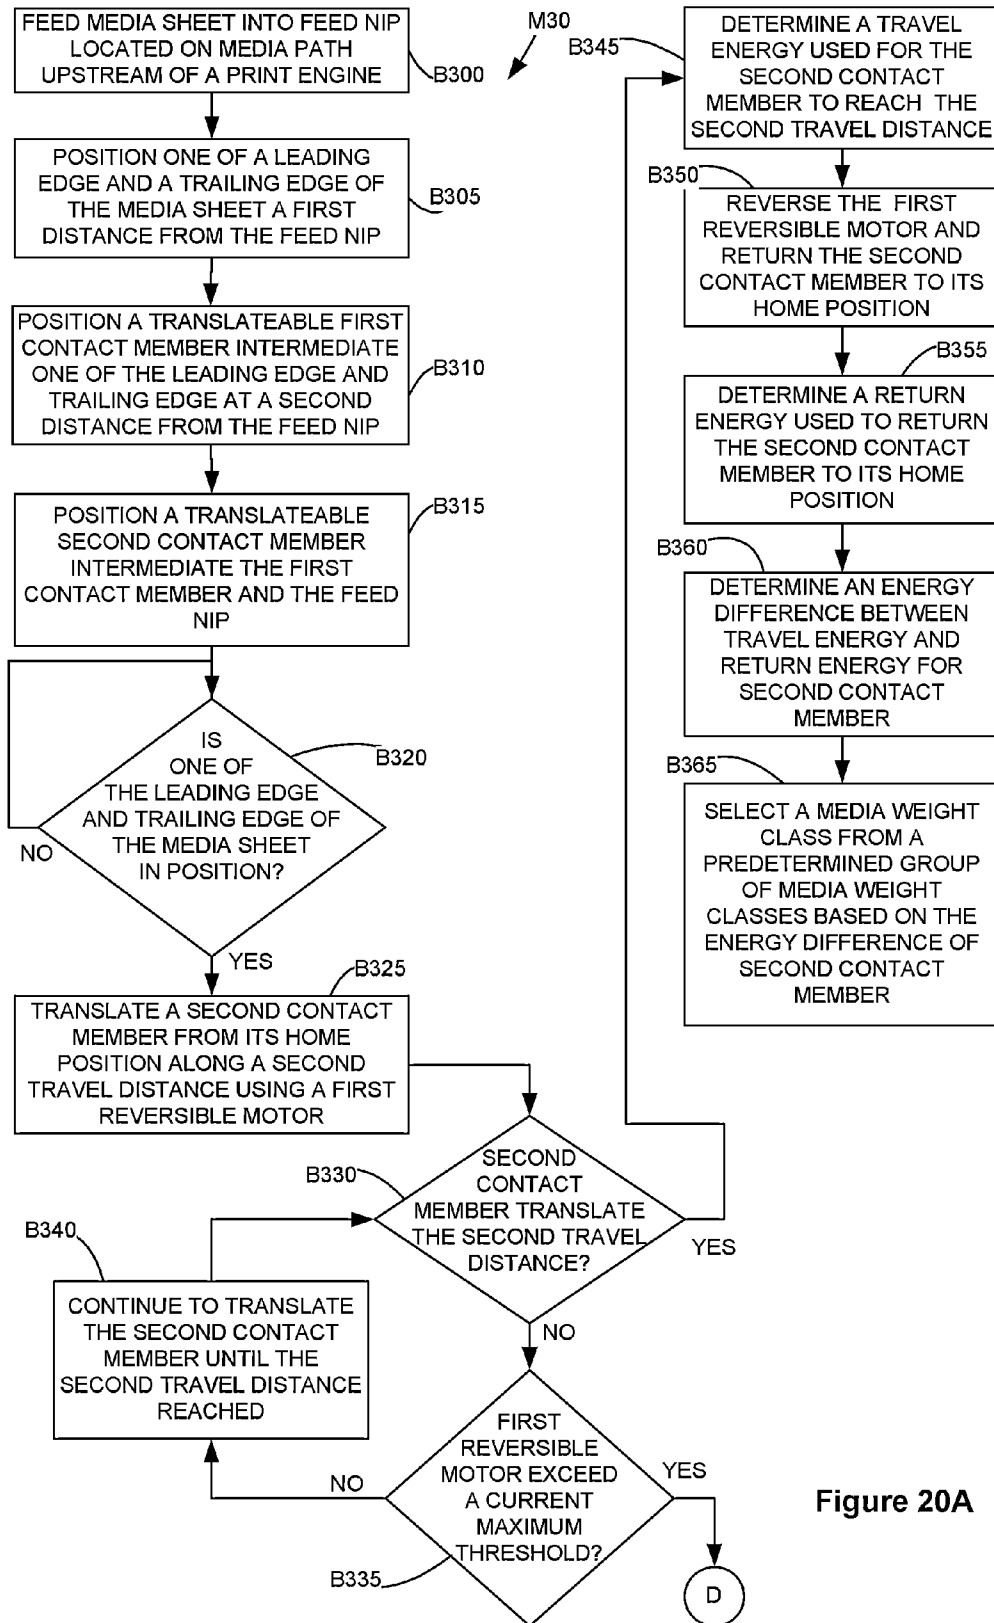 FEED MEDIA SHEET INTO FEED NIP
LOCATED ON MEDIA PATH
UPSTREAM OF A PRINT ENGINE
B300
M30
POSITION ONE OF A LEADING
EDGE AND A TRAILING EDGE OF
THE MEDIA SHEET A FIRST
DISTANCE FROM THE FEED NIP
B305
POSITION A TRANSLATEABLE FIRST
CONTACT MEMBER INTERMEDIATE
ONE OF THE LEADING EDGE AND
TRAILING EDGE AT A SECOND
DISTANCE FROM THE FEED NIP
B310
POSITION A TRANSLATEABLE
SECOND CONTACT MEMBER
INTERMEDIATE THE FIRST
CONTACT MEMBER AND THE FEED
NIP
B315
IS
ONE OF
THE LEADING EDGE
AND TRAILING EDGE OF
THE MEDIA SHEET
IN POSITION?
B320
NO
YES
B325
TRANSLATE A SECOND CONTACT
MEMBER FROM ITS HOME
POSITION ALONG A SECOND
TRAVEL DISTANCE USING A FIRST
REVERSIBLE MOTOR
B330
SECOND
CONTACT
MEMBER TRANSLATE
THE SECOND TRAVEL
DISTANCE?
YES
NO
B340
CONTINUE TO TRANSLATE
THE SECOND CONTACT
MEMBER UNTIL THE
SECOND TRAVEL DISTANCE
REACHED
FIRST
REVERSIBLE
MOTOR EXCEED
A CURRENT
MAXIMUM
THRESHOLD?
NO
YES
B335
D
B345
DETERMINE A TRAVEL
ENERGY USED FOR THE
SECOND CONTACT
MEMBER TO REACH THE
SECOND TRAVEL DISTANCE
B350
REVERSE THE FIRST
REVERSIBLE MOTOR AND
RETURN THE SECOND
CONTACT MEMBER TO ITS
HOME POSITION
B355
DETERMINE A RETURN
ENERGY USED TO RETURN
THE SECOND CONTACT
MEMBER TO ITS HOME
POSITION
B360
DETERMINE AN ENERGY
DIFFERENCE BETWEEN
TRAVEL ENERGY AND
RETURN ENERGY FOR
SECOND CONTACT
MEMBER
B365
SELECT A MEDIA WEIGHT
CLASS FROM A
PREDETERMINED GROUP
OF MEDIA WEIGHT
CLASSES BASED ON THE
ENERGY DIFFERENCE OF
SECOND CONTACT
MEMBER
Figure 20A